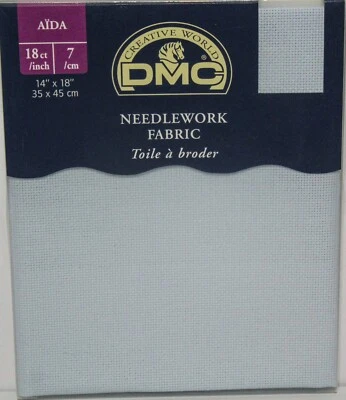 AÏDA
18 ct 7
/inch /cm
14" x 18"
35 x 45 cm
CREATIVE WORLD
DMC
NEEDLEWORK
FABRIC
Toile à broder